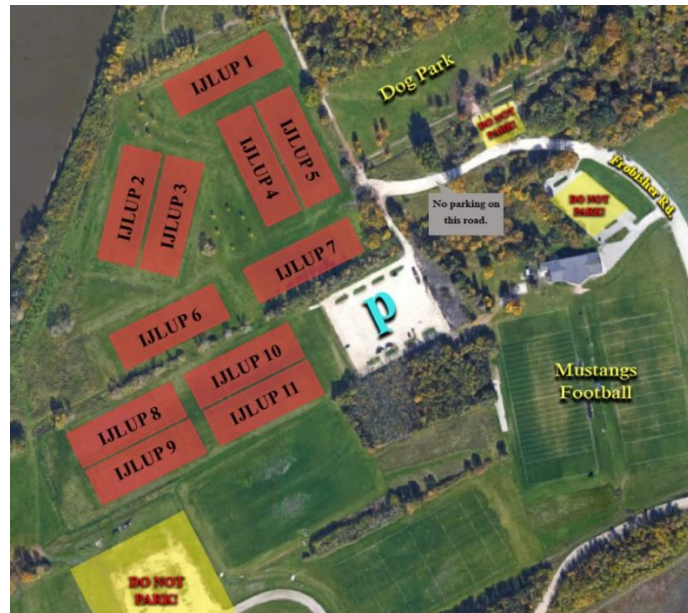 IJLUP 1
Dog Park
DO NOT
PARK!
IJLUP 4
IJLUP 5
IJLUP 2
IJLUP 3
No parking on
this road.
Frobisher Rd.
DO NOT
PARK!
IJLUP 7
P
IJLUP 6
IJLUP 10
IJLUP 11
Mustangs
Football
IJLUP 8
IJLUP 9
DO NOT
PARK!